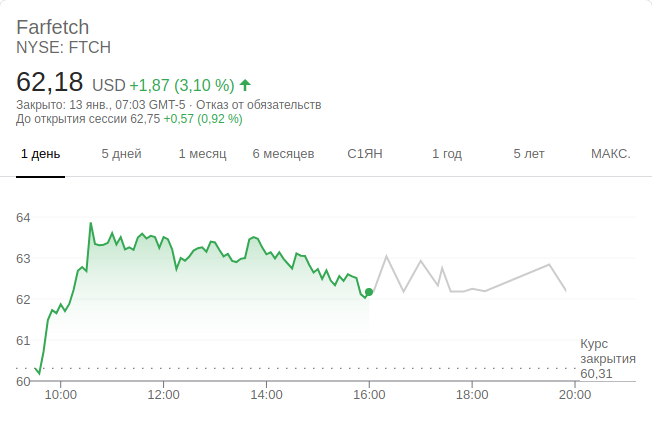 Farfetch
NYSE: FTCH
62,18 USD +1,87 (3,10 %)
Закрыто: 13 янв., 07:03 GMT-5 · Отказ от обязательств
До открытия сессии 62,75 +0,57 (0,92 %)
1 день 5 дней 1 месяц 6 месяцев С1ЯН 1 год 5 лет МАКС.
64
63
62
61
60
Курс
закрытия
60,31
10:00 12:00 14:00 16:00 18:00 20:00